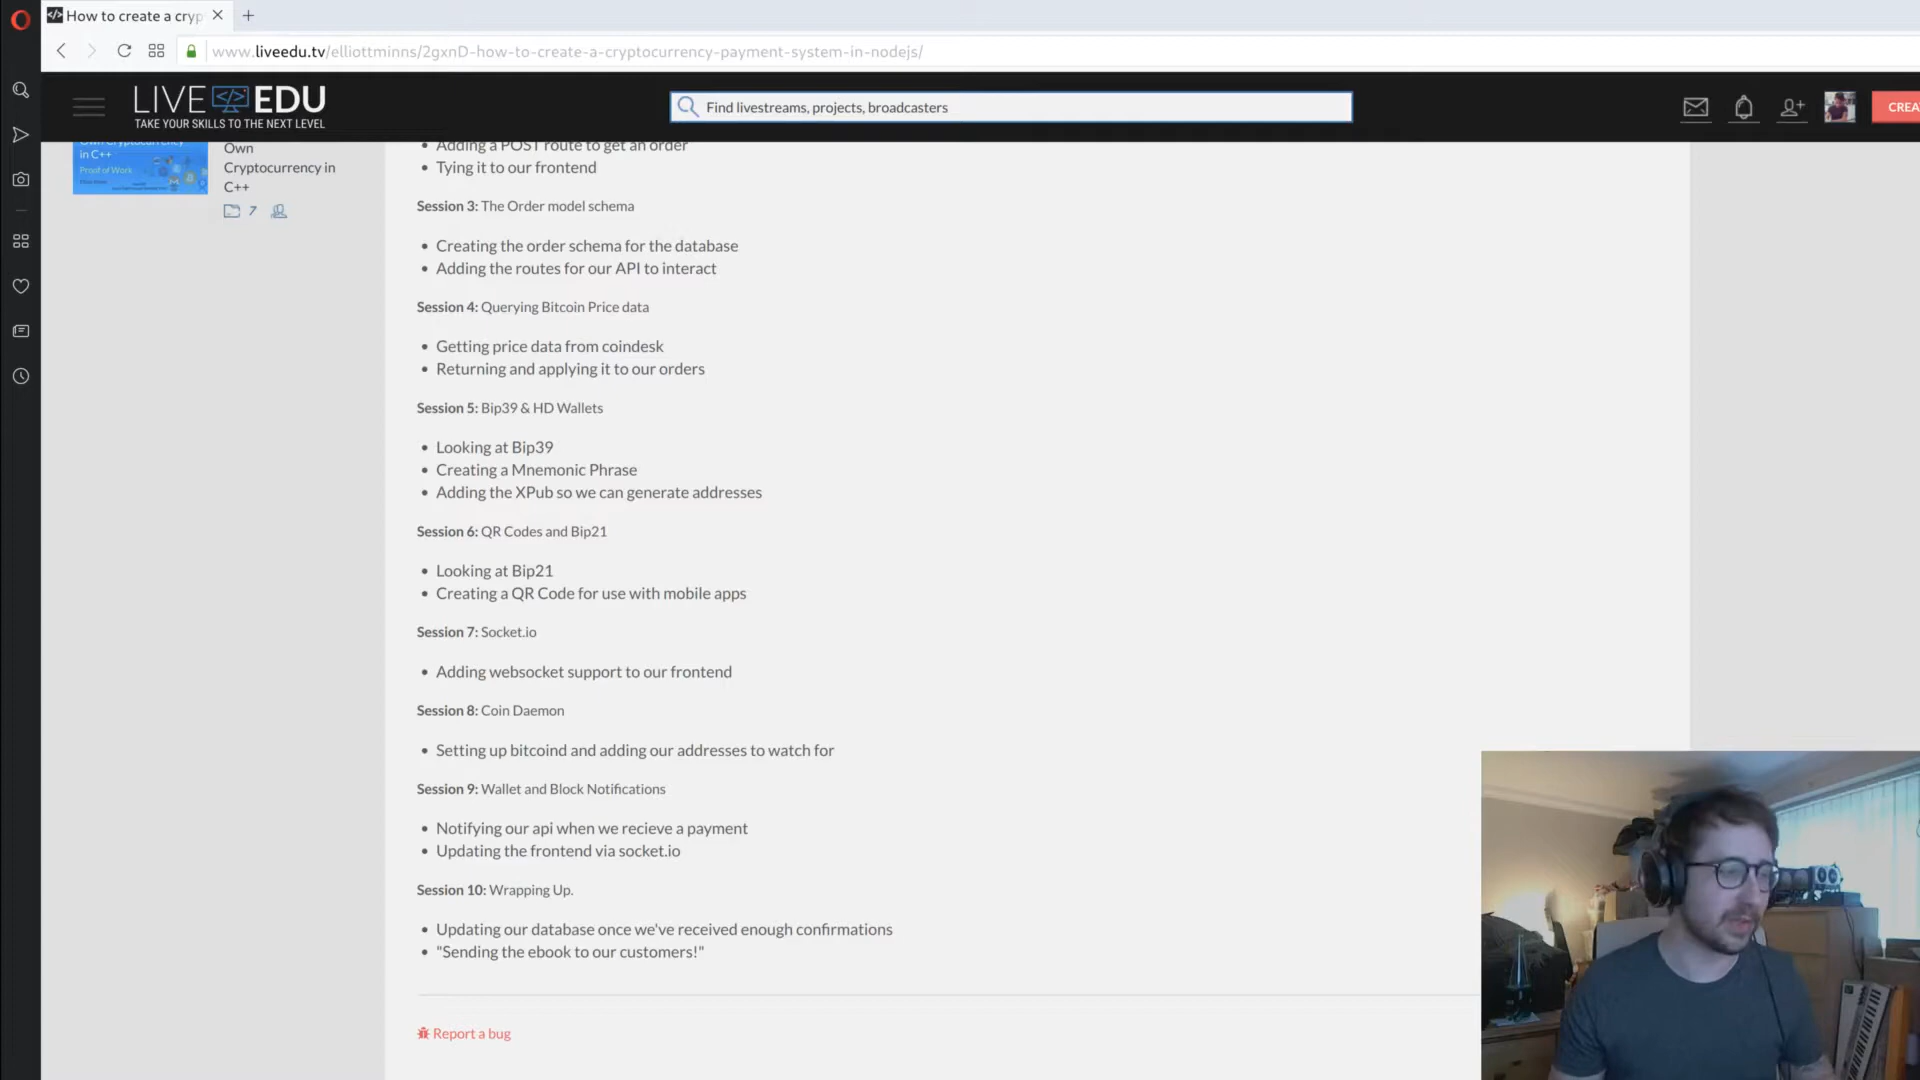 How to create a cryp
www.liveedu.tv/elliottminns/2gxnD-how-to-create-a-cryptocurrency-payment-system-in-nodejs/
LIVE </> EDU
TAKE YOUR SKILLS TO THE NEXT LEVEL
Find livestreams, projects, broadcasters
CREA
Own Cryptocurrency
in C++
Proof of Work
Own
Cryptocurrency in
C++
7
• Adding a POST route to get an order
• Tying it to our frontend
Session 3: The Order model schema
• Creating the order schema for the database
• Adding the routes for our API to interact
Session 4: Querying Bitcoin Price data
• Getting price data from coindesk
• Returning and applying it to our orders
Session 5: Bip39 & HD Wallets
• Looking at Bip39
• Creating a Mnemonic Phrase
• Adding the XPub so we can generate addresses
Session 6: QR Codes and Bip21
• Looking at Bip21
• Creating a QR Code for use with mobile apps
Session 7: Socket.io
• Adding websocket support to our frontend
Session 8: Coin Daemon
• Setting up bitcoind and adding our addresses to watch for
Session 9: Wallet and Block Notifications
• Notifying our api when we recieve a payment
• Updating the frontend via socket.io
Session 10: Wrapping Up.
• Updating our database once we've received enough confirmations
• "Sending the ebook to our customers!"
Report a bug